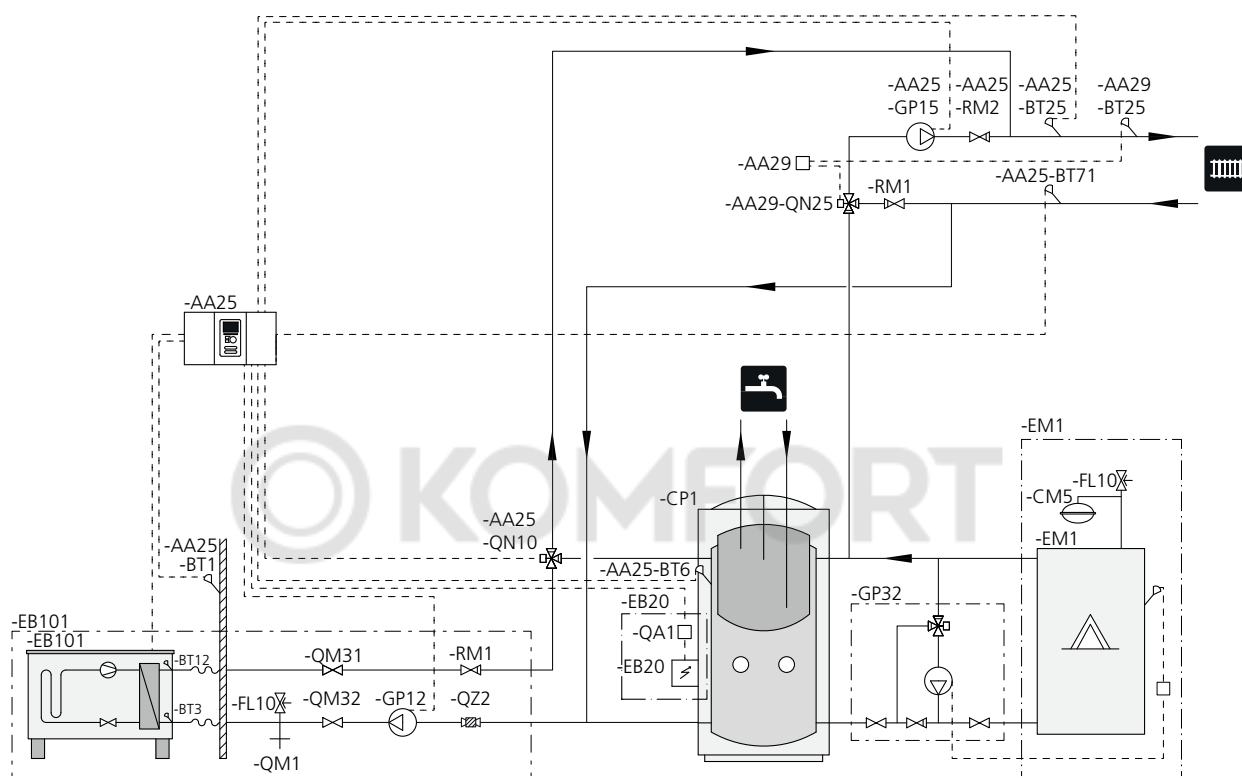 -AA25
-GP15
-AA25
-RM2
-AA25
-BT25
-AA29
-BT25
-AA29
-AA25-BT71
-RM1
-AA29-QN25
-AA25
-EM1
KOMFORT
-FL10
-CM5
-CP1
-AA25
-QN10
-EM1
-AA25
-BT1
-AA25-BT6
-GP32
-EB20
-EB101
-QA1
-EB101
-BT12
-QM31
-RM1
-EB20
-BT3
-FL10
-QM32
-GP12
-QZ2
-QM1